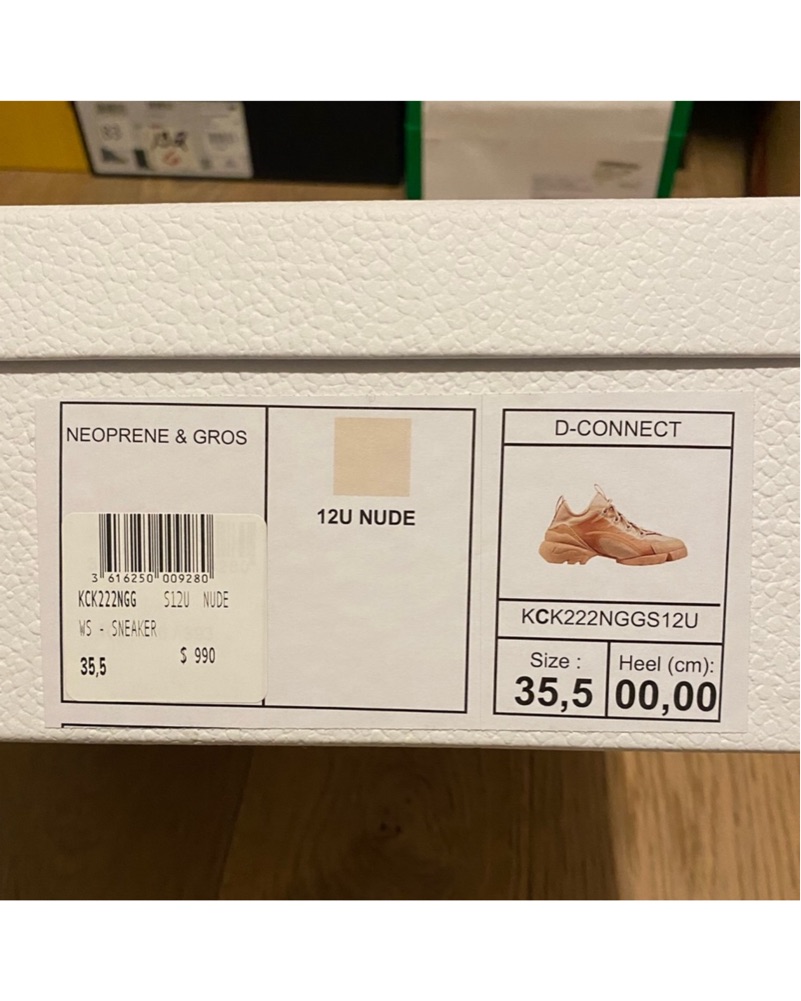 NEOPRENE & GROS
12U NUDE
3 616250 009280
KCK222NGG S12U NUDE
WS - SNEAKER
35,5 $ 990
D-CONNECT
KCK222NGGS12U
Size : Heel (cm):
35,5 00,00